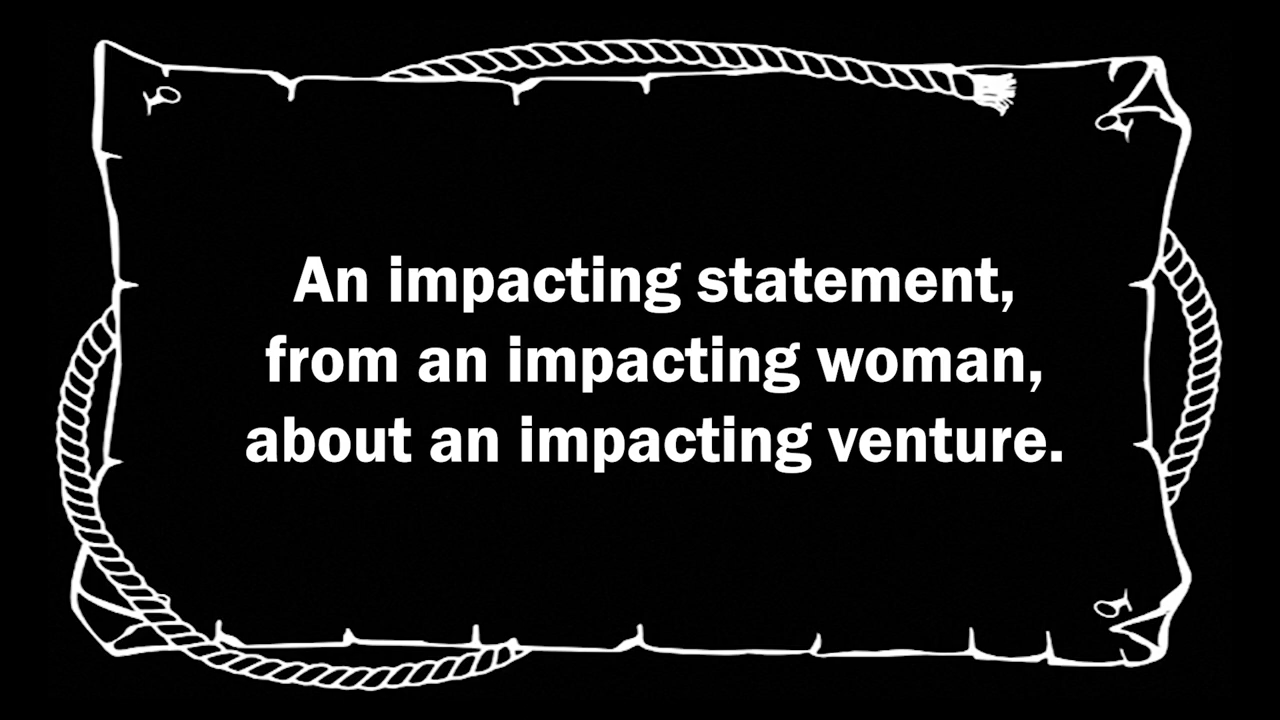 An impacting statement,
from an impacting woman,
about an impacting venture.